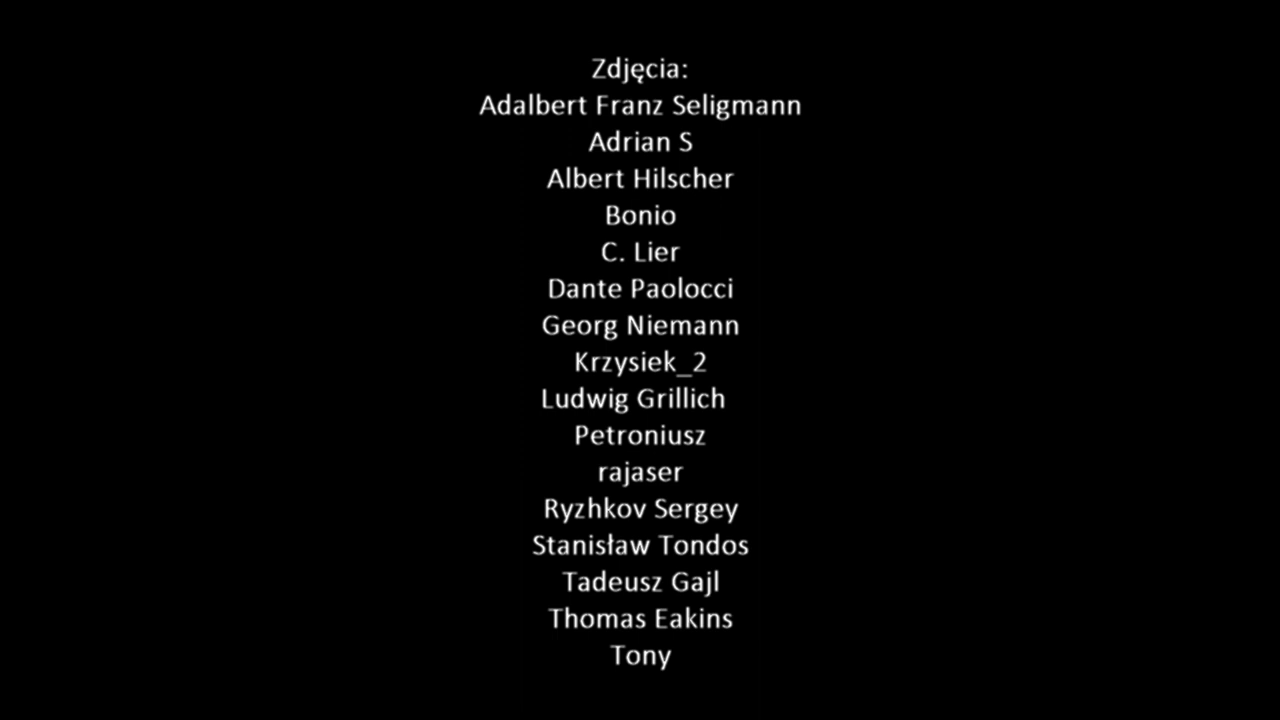 Zdjęcia:
Adalbert Franz Seligmann
Adrian S
Albert Hilscher
Bonio
C. Lier
Dante Paolocci
Georg Niemann
Krzysiek_2
Ludwig Grillich
Petroniusz
rajaser
Ryzhkov Sergey
Stanisław Tondos
Tadeusz Gajl
Thomas Eakins
Tony